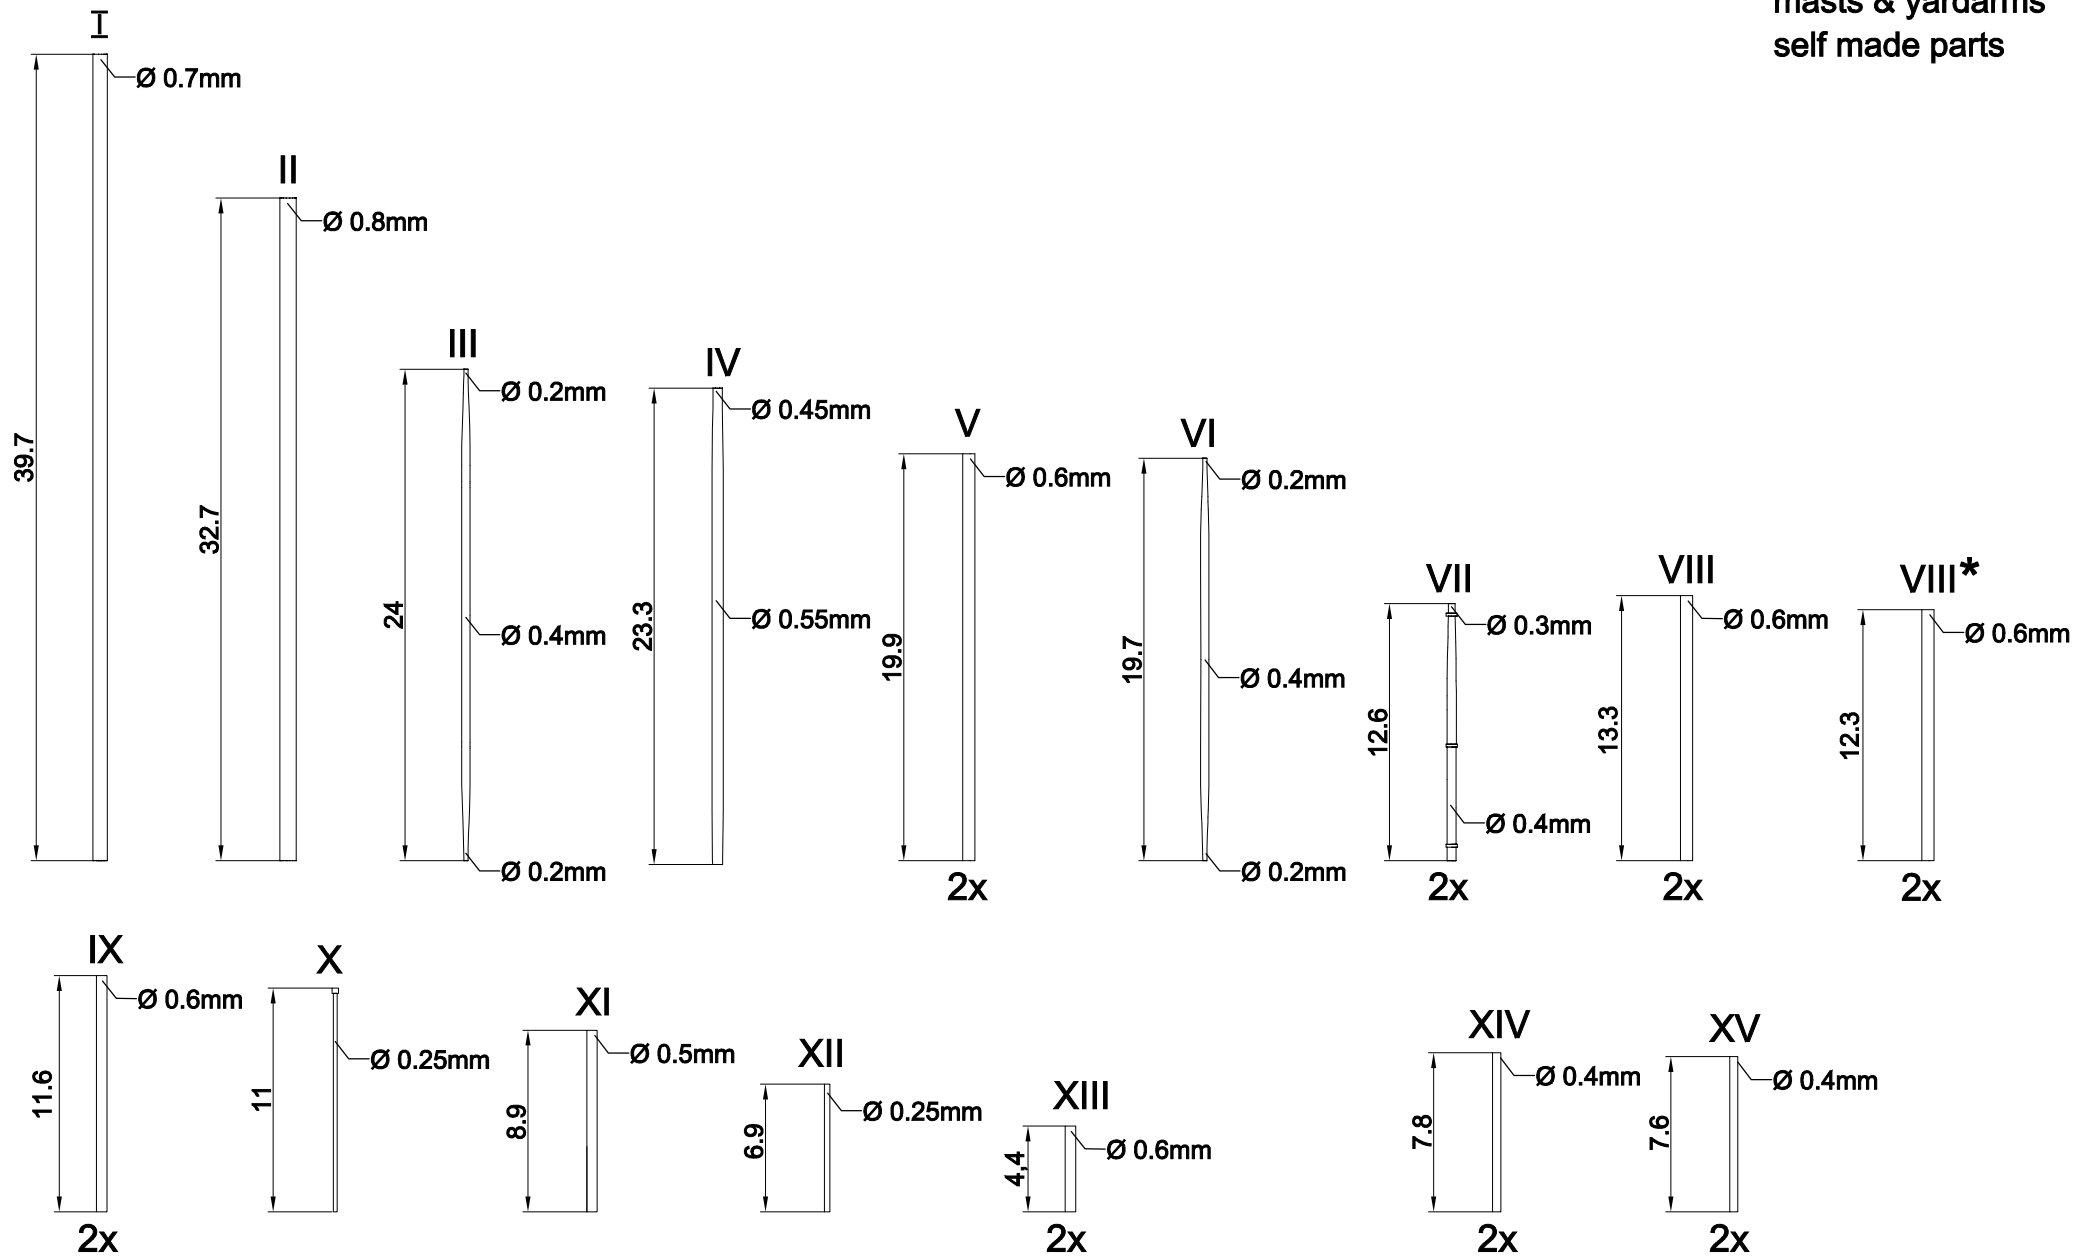 masts & yardarms
self made parts
I
Ø 0.7mm
39.7
II
Ø 0.8mm
32.7
III
Ø 0.2mm
24
Ø 0.4mm
Ø 0.2mm
IV
Ø 0.45mm
23.3
Ø 0.55mm
V
Ø 0.6mm
19.9
2x
VI
Ø 0.2mm
19.7
Ø 0.4mm
Ø 0.2mm
VII
Ø 0.3mm
12.6
Ø 0.4mm
2x
VIII
Ø 0.6mm
13.3
2x
VIII*
Ø 0.6mm
12.3
2x
IX
Ø 0.6mm
11.6
2x
X
Ø 0.25mm
11
XI
Ø 0.5mm
8.9
XII
Ø 0.25mm
6.9
XIII
Ø 0.6mm
4,4
2x
XIV
Ø 0.4mm
7.8
2x
XV
Ø 0.4mm
7.6
2x